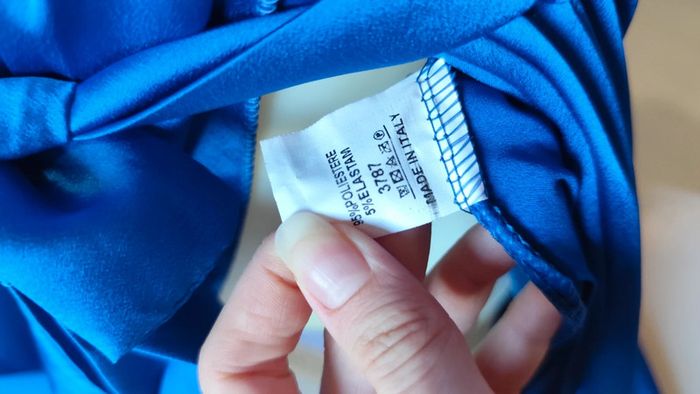 95%POLIESTERE
5%ELASTAM
3787
MADE IN ITALY